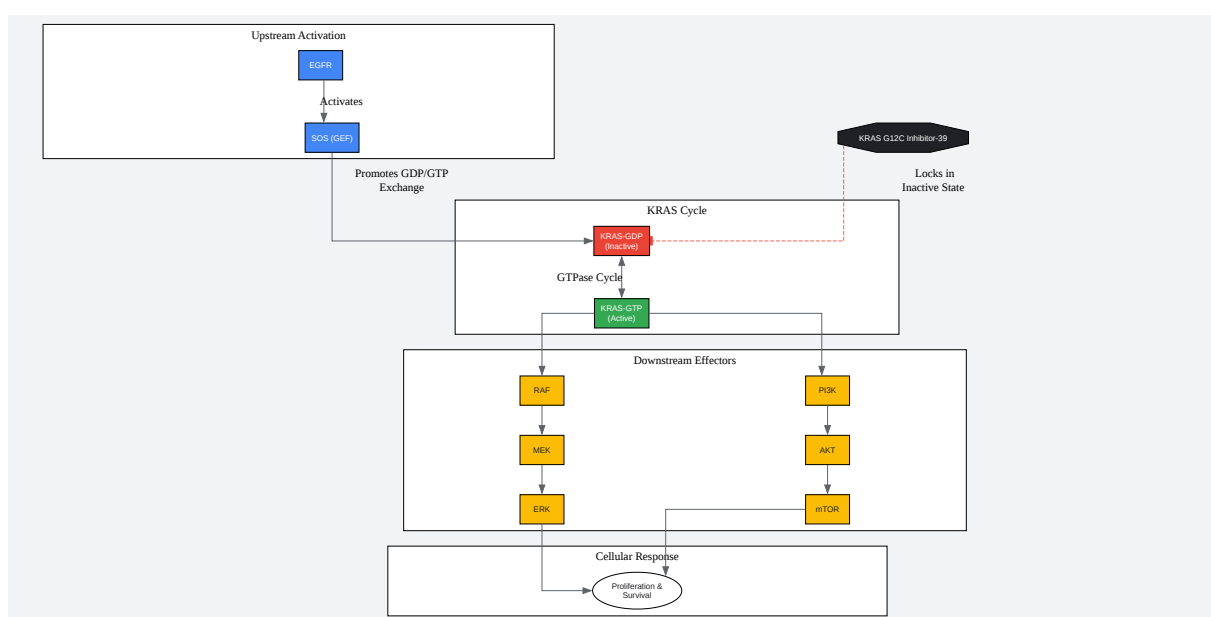 Upstream Activation
EGFR
Activates
SOS (GEF)
KRAS G12C Inhibitor-39
Promotes GDP/GTP
Exchange
Locks in
Inactive State
KRAS Cycle
KRAS-GDP
(Inactive)
GTPase Cycle
KRAS-GTP
(Active)
Downstream Effectors
RAF
PI3K
MEK
AKT
ERK
mTOR
Cellular Response
Proliferation &
Survival